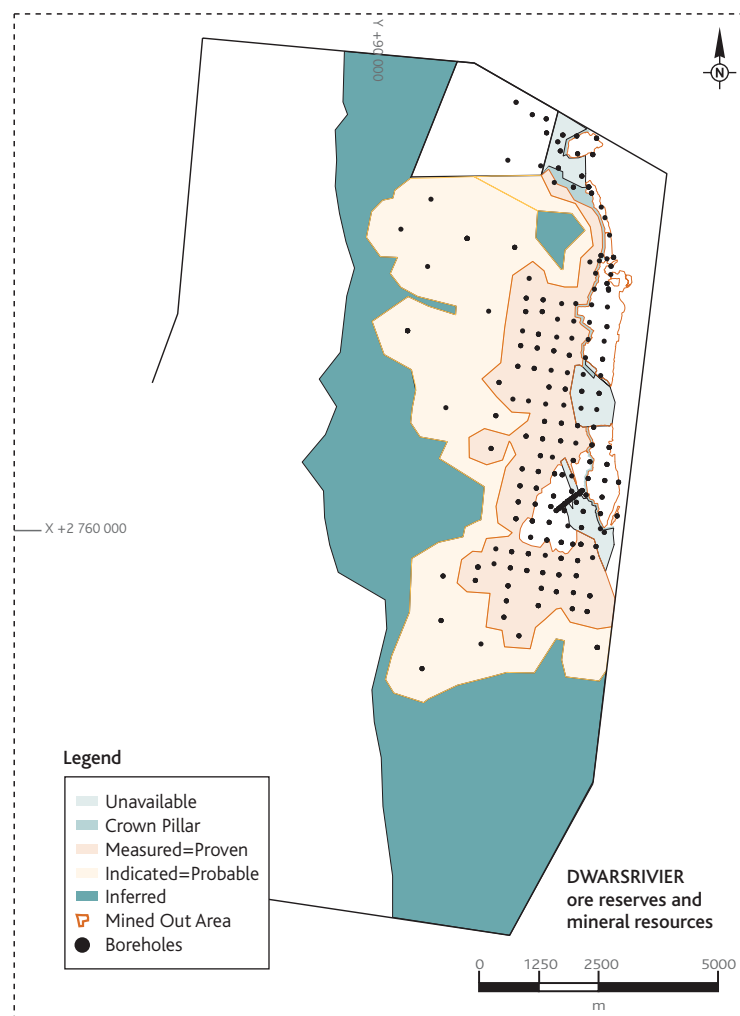 Y +90 000
N
X +2 760 000
Legend
Unavailable
Crown Pillar
Measured=Proven
Indicated=Probable
Inferred
Mined Out Area
Boreholes
DWARSRIVIER
ore reserves and
mineral resources
0 1250 2500 5000
m